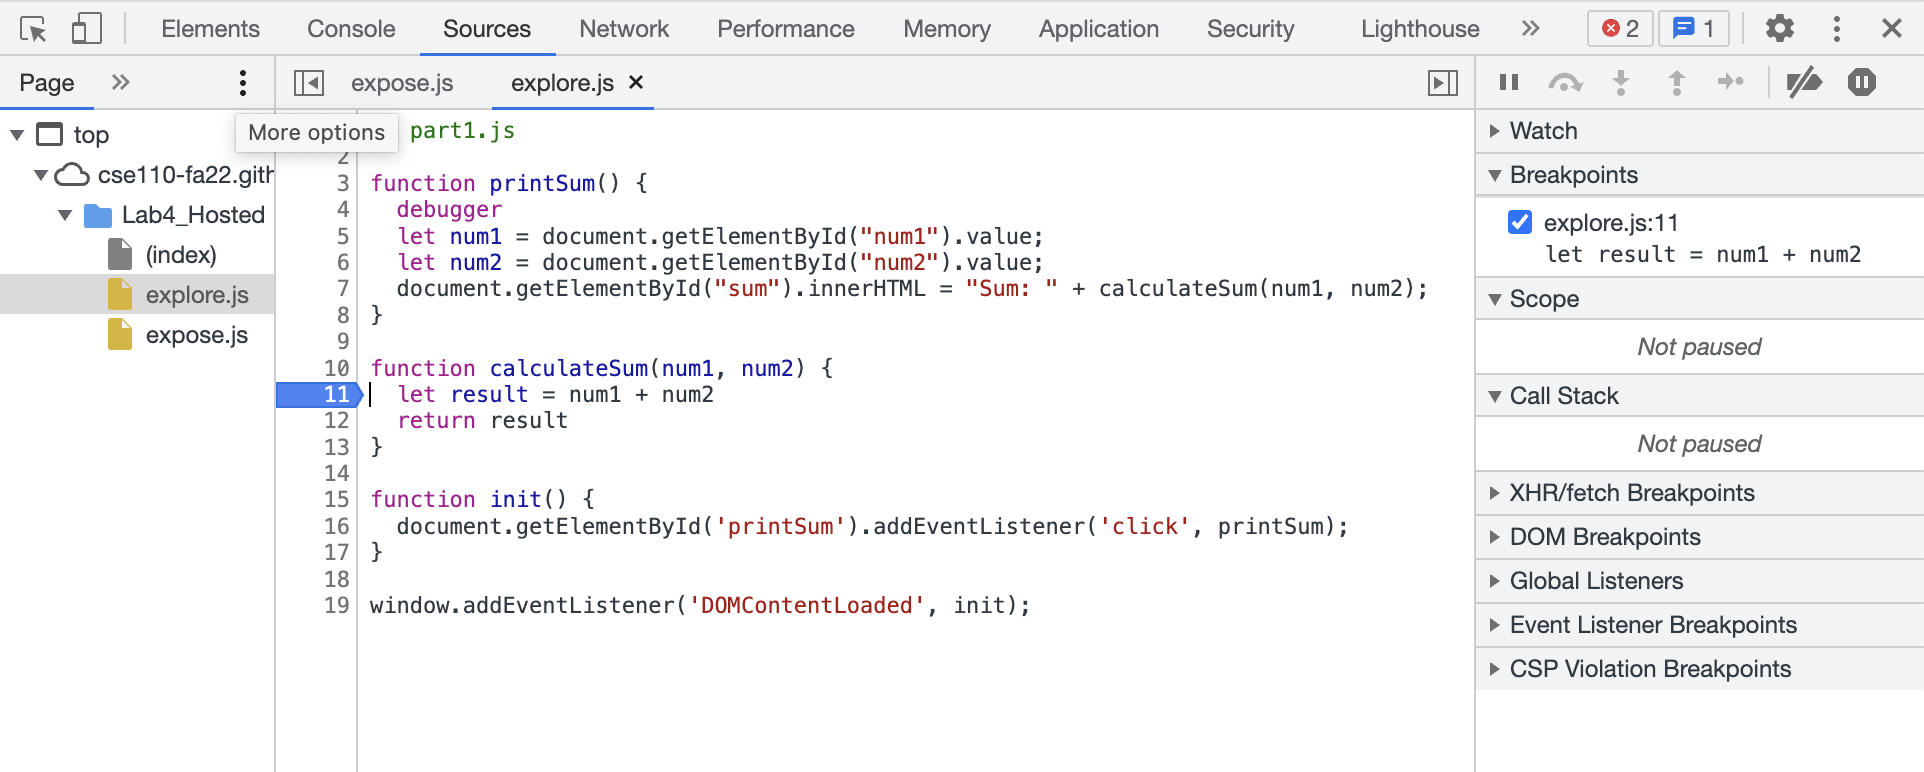 Elements Console Sources Network Performance Memory Application Security Lighthouse » 2 1
Page » expose.js explore.js ×
More options
top
cse110-fa22.gith
Lab4_Hosted
(index)
explore.js
expose.js
part1.js
2
3 function printSum() {
4 debugger
5 let num1 = document.getElementById("num1").value;
6 let num2 = document.getElementById("num2").value;
7 document.getElementById("sum").innerHTML = "Sum: " + calculateSum(num1, num2);
8 }
9
10 function calculateSum(num1, num2) {
11 let result = num1 + num2
12 return result
13 }
14
15 function init() {
16 document.getElementById('printSum').addEventListener('click', printSum);
17 }
18
19 window.addEventListener('DOMContentLoaded', init);
Watch
Breakpoints
explore.js:11
let result = num1 + num2
Scope
Not paused
Call Stack
Not paused
XHR/fetch Breakpoints
DOM Breakpoints
Global Listeners
Event Listener Breakpoints
CSP Violation Breakpoints